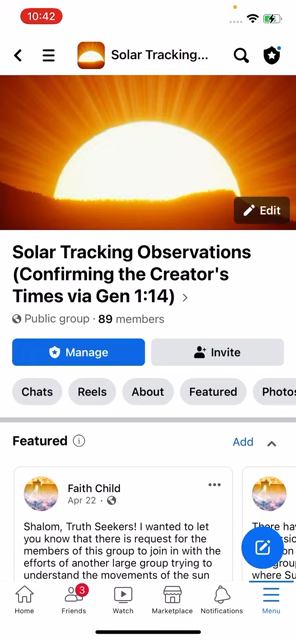 10:42
Solar Tracking...
Edit
Solar Tracking Observations
(Confirming the Creator's
Times via Gen 1:14)
Public group · 89 members
Manage
Invite
Chats
Reels
About
Featured
Photos
Featured
Add
Faith Child
Apr 22 ·
Shalom, Truth Seekers! I wanted to let
you know that there is request for the
members of this group to join in with the
efforts of another large group trying to
understand the movements of the sun
There ha
group
where Su
3
Home
Friends
Watch
Marketplace
Notifications
Menu